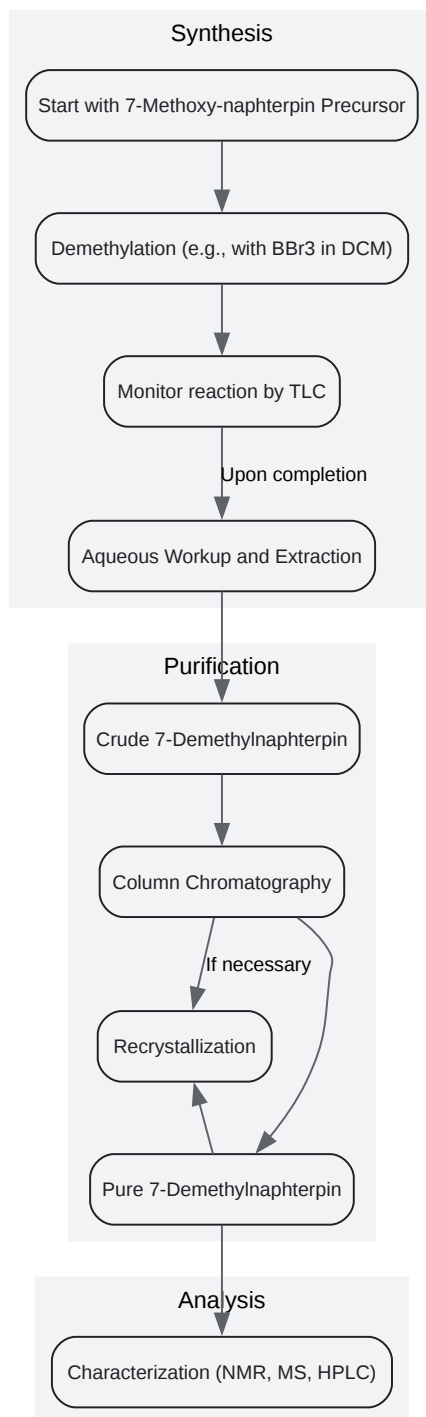 Synthesis
Start with 7-Methoxy-naphterpin Precursor
Demethylation (e.g., with BBr3 in DCM)
Monitor reaction by TLC
Upon completion
Aqueous Workup and Extraction
Purification
Crude 7-Demethylnaphterpin
Column Chromatography
If necessary
Recrystallization
Pure 7-Demethylnaphterpin
Analysis
Characterization (NMR, MS, HPLC)